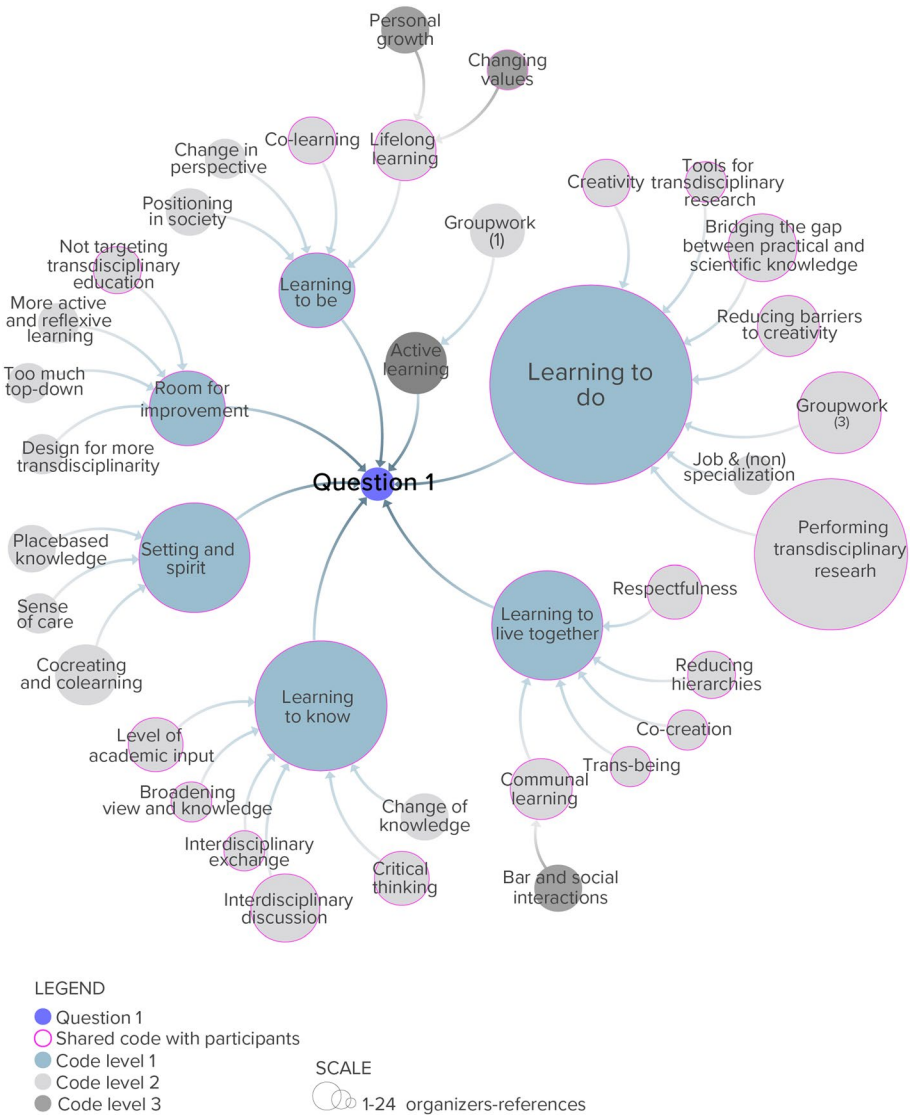 Personal
growth
Changing
values
Co-learning
Lifelong
learning
Change in
perspective
Positioning
in society
Creativity
Tools for
transdisciplinary
research
Groupwork
(1)
Bridging the gap
between practical and
scientific knowledge
Not targeting
transdisciplinary
education
Learning
to be
More active
and reflexive
learning
Reducing barriers
to creativity
Active
learning
Learning to
do
Too much
top-down
Room for
improvement
Groupwork
(3)
Design for more
transdisciplinarity
Job & (non)
specialization
Question 1
Performing
transdisciplinary
researh
Placebased
knowledge
Setting and
spirit
Sense
of care
Respectfulness
Learning to
live together
Cocreating
and colearning
Reducing
hierarchies
Learning
to know
Co-creation
Level of
academic input
Trans-being
Communal
learning
Broadening
view and knowledge
Change of
knowledge
Interdisciplinary
exchange
Critical
thinking
Bar and social
interactions
Interdisciplinary
discussion
LEGEND
Question 1
Shared code with participants
Code level 1
Code level 2
Code level 3
SCALE
1-24 organizers-references